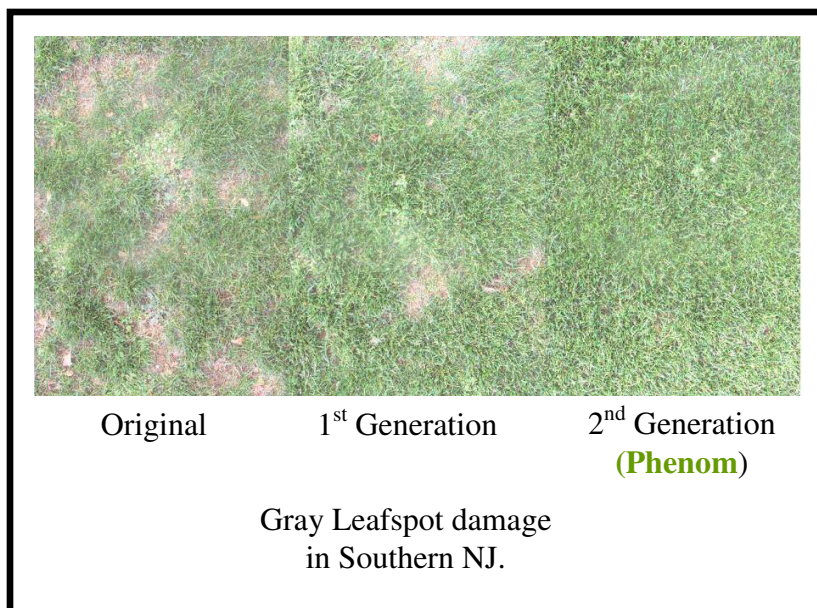 Original 1st Generation 2nd Generation
(Phenom)
Gray Leafspot damage
in Southern NJ.